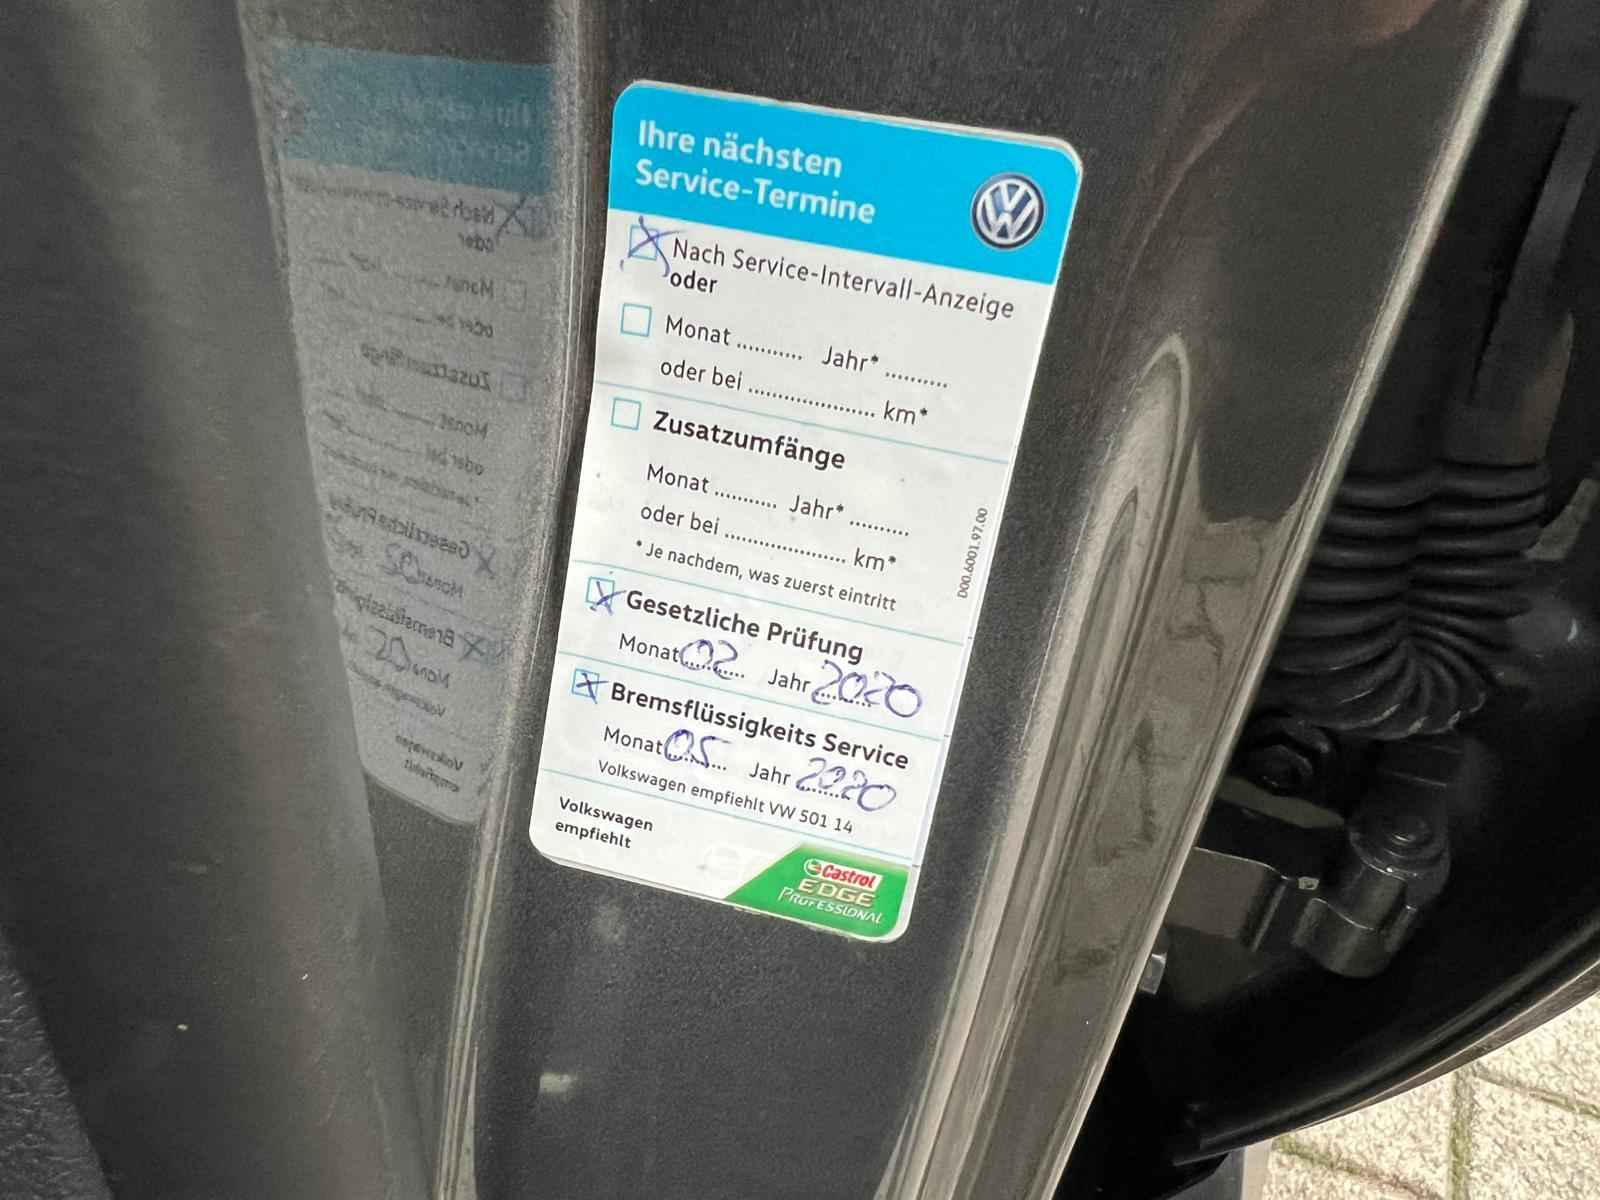 Ihre nächsten
Service-Termine
Nach Service-Intervall-Anzeige
oder
Monat ........... Jahr* ..........
oder bei ...................... km*
Zusatzumfänge
Monat ........... Jahr* ..........
oder bei ...................... km*
* Je nachdem, was zuerst eintritt
D00.6001.97.00
Gesetzliche Prüfung
Monat 02 Jahr 2020
Bremsflüssigkeits Service
Monat 05 Jahr 2020
Volkswagen empfiehlt VW 501 14
Volkswagen
empfiehlt
Castrol
EDGE
PROFESSIONAL